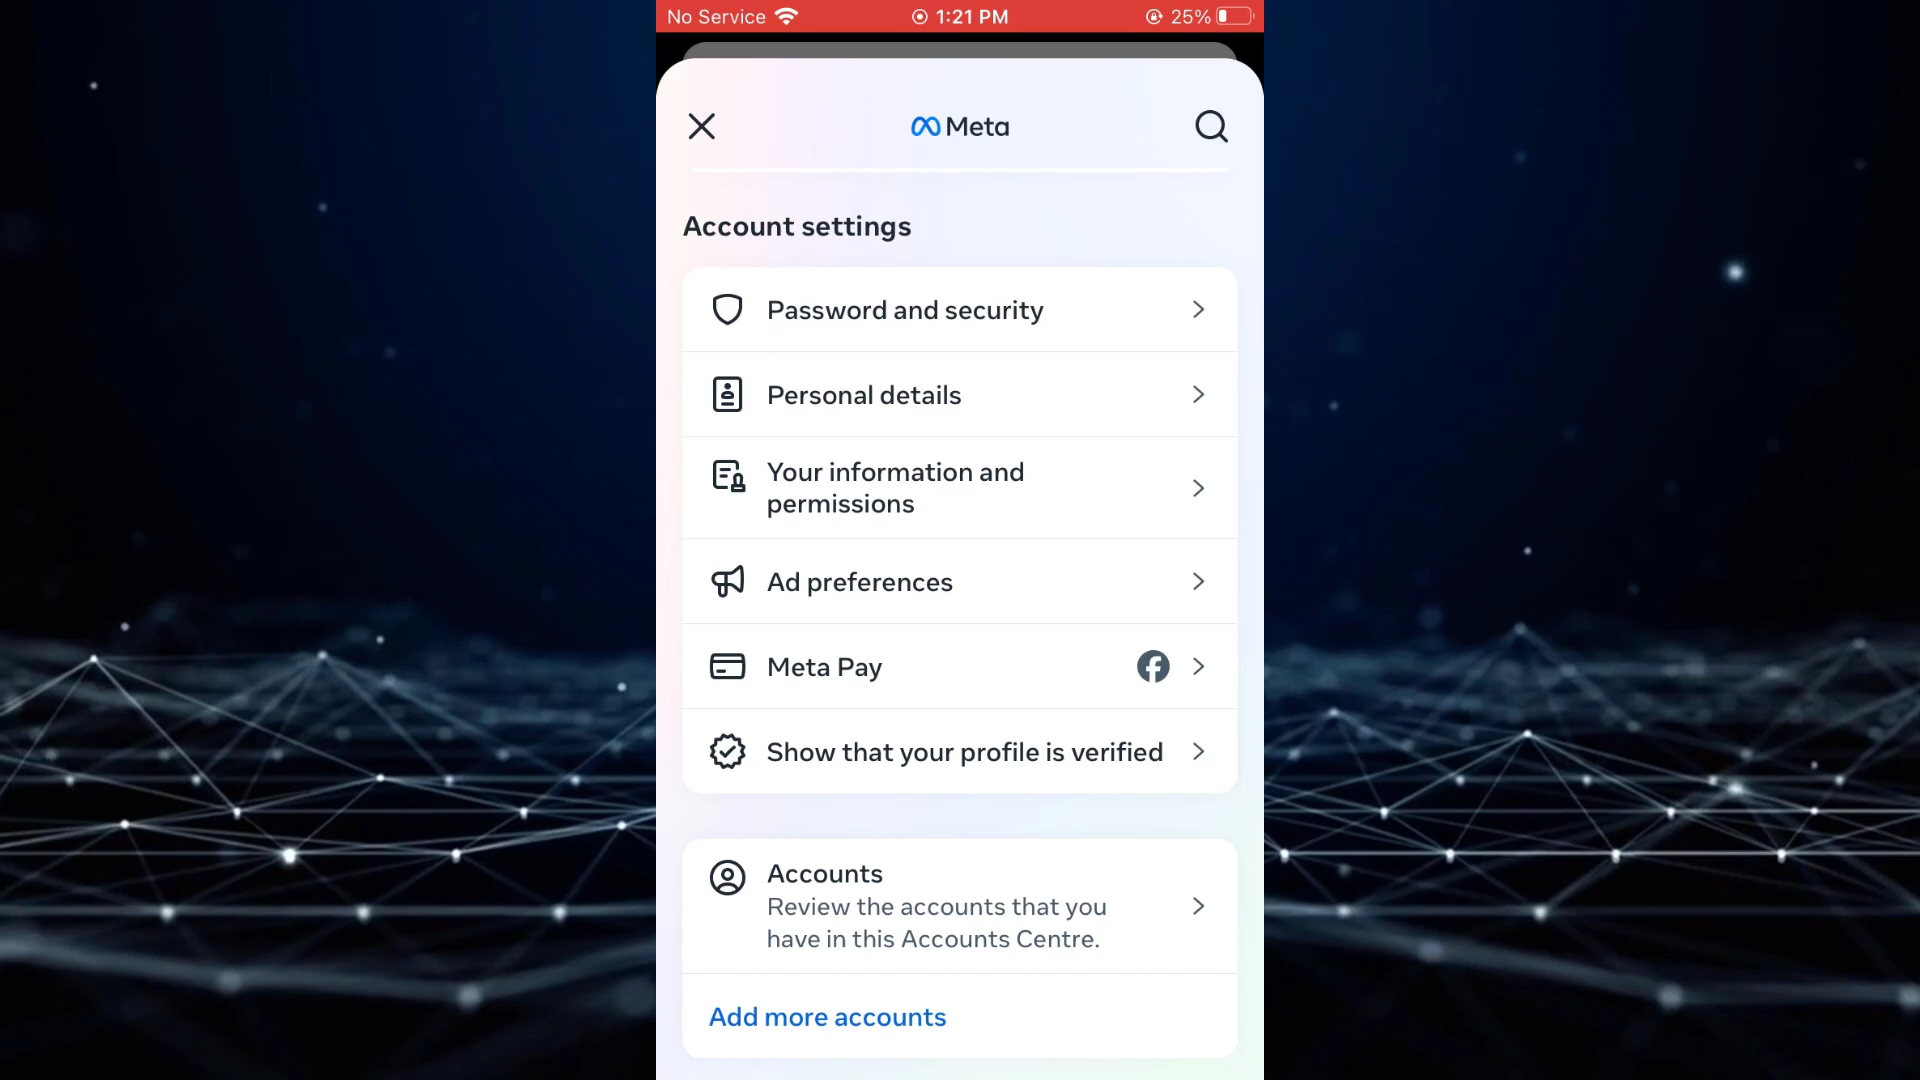 No Service 1:21 PM 25%
Meta
Account settings
Password and security
Personal details
Your information and
permissions
Ad preferences
Meta Pay
Show that your profile is verified
Accounts
Review the accounts that you
have in this Accounts Centre.
Add more accounts